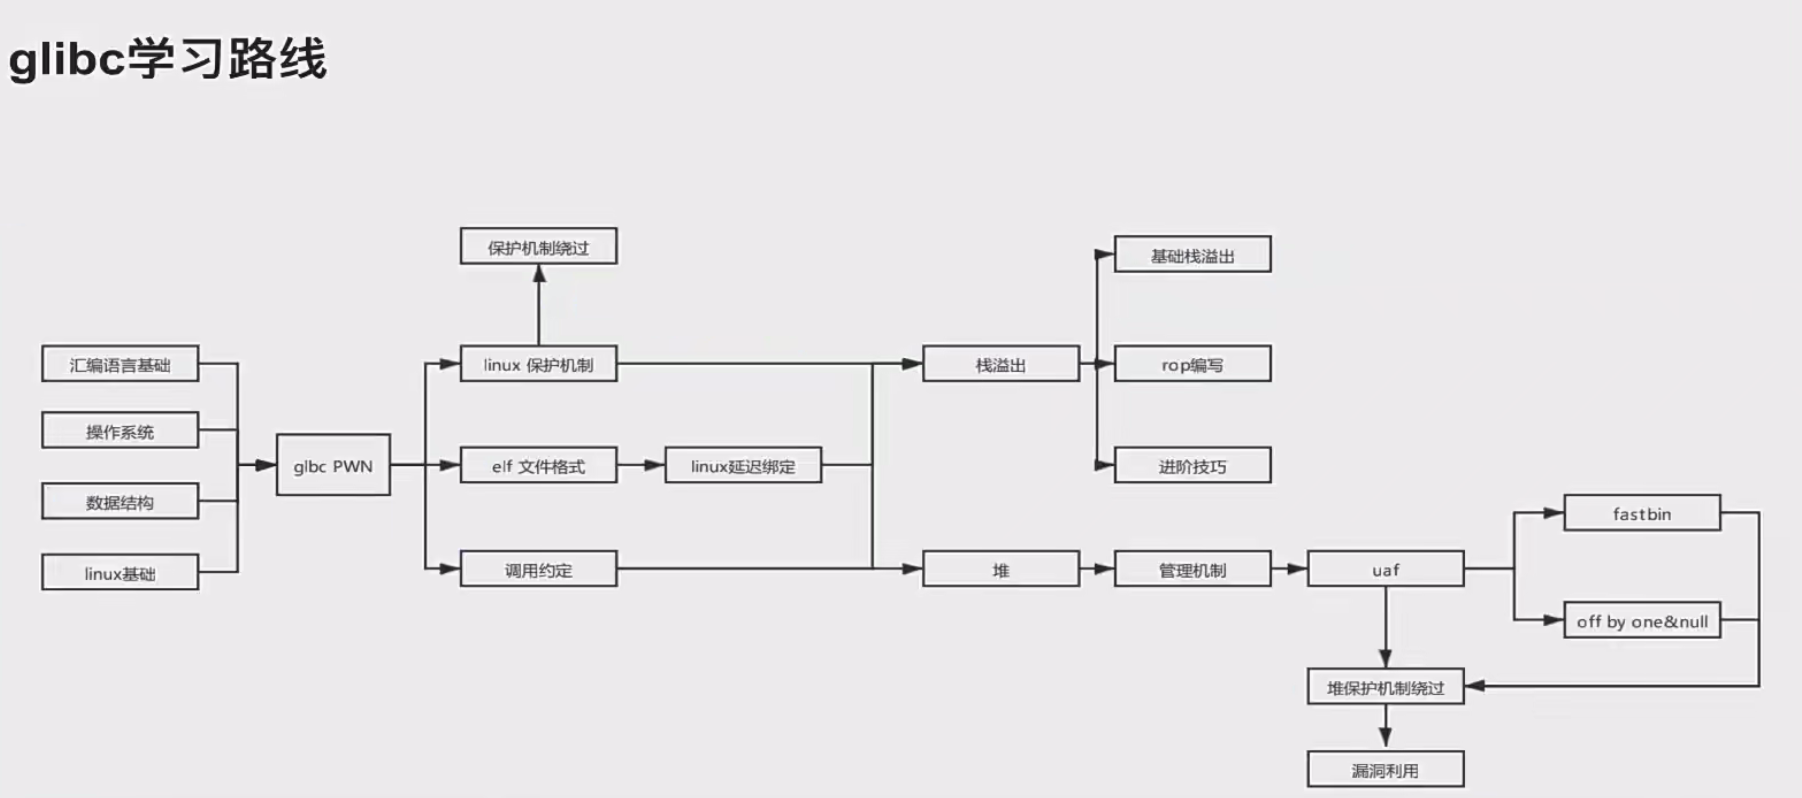 glibc学习路线
保护机制绕过
基础栈溢出
汇编语言基础
linux 保护机制
栈溢出
rop编写
操作系统
glbc PWN
elf 文件格式
linux延迟绑定
进阶技巧
数据结构
fastbin
linux基础
调用约定
堆
管理机制
uaf
off by one&null
堆保护机制绕过
漏洞利用